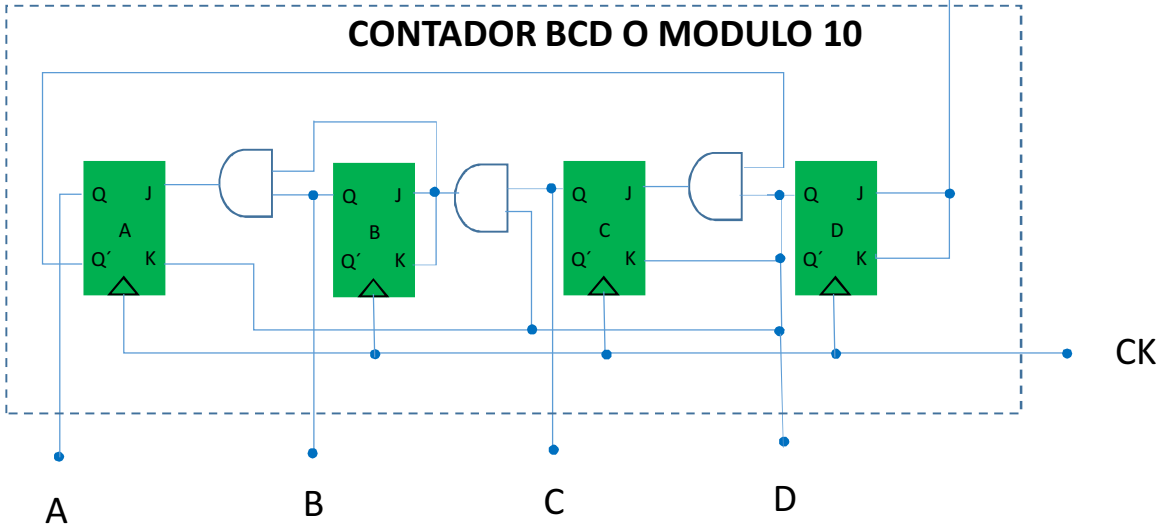 CONTADOR BCD O MODULO 10
Q J Q J Q J Q J
A B C D
Q´ K Q´ K Q´ K Q´ K
CK
A B C D